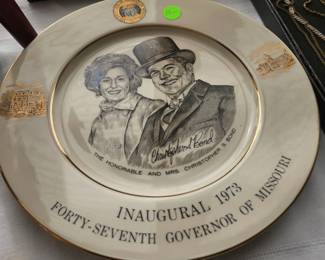 Christopher S Bond
THE HONORABLE AND MRS. CHRISTOPHER S BOND
INAUGURAL 1973
FORTY-SEVENTH GOVERNOR OF MISSOURI